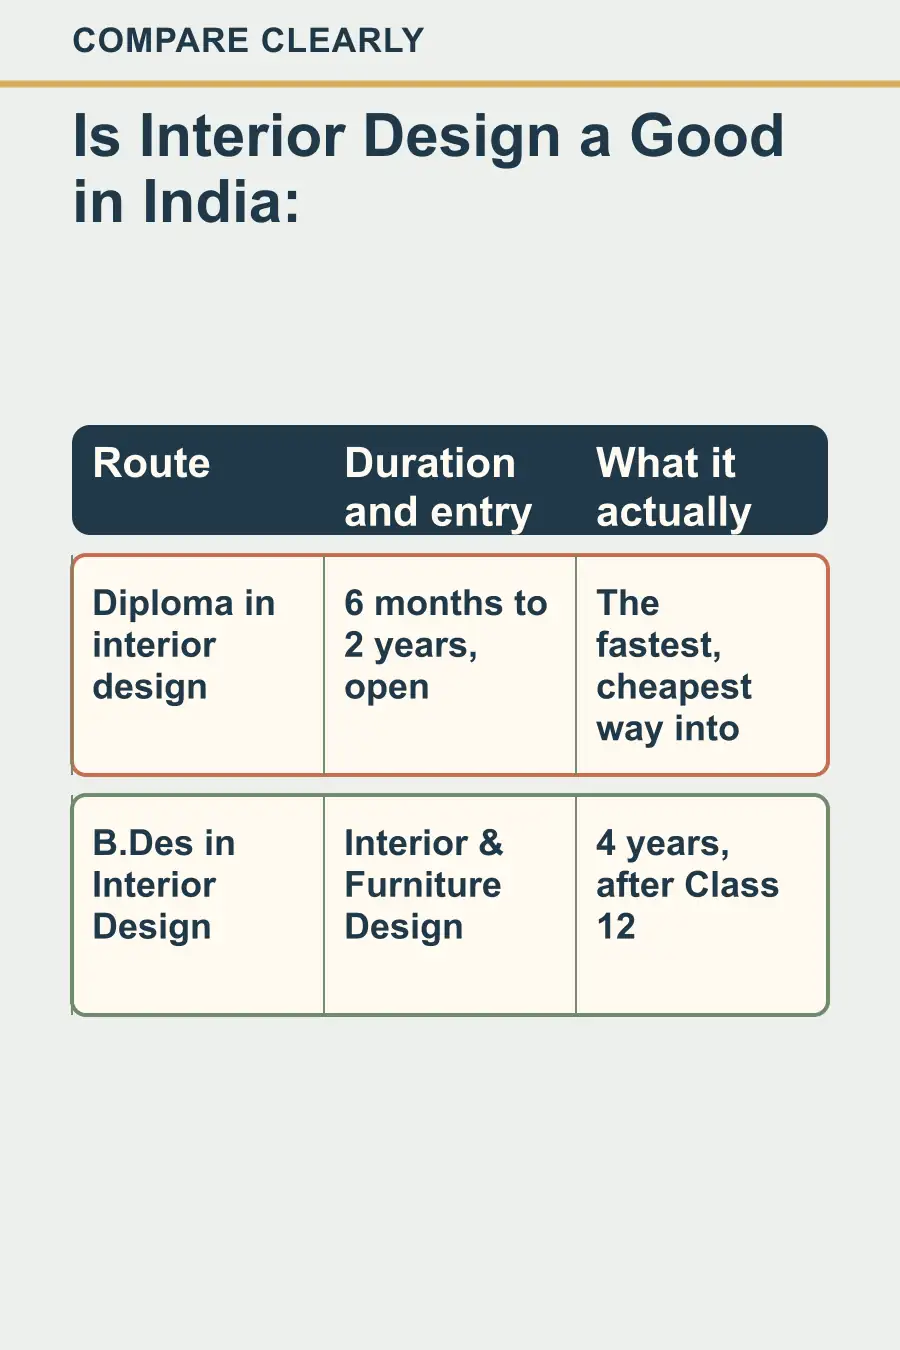 COMPARE CLEARLY
Is Interior Design a Good
in India:
Route
Duration
and entry
What it
actually
Diploma in
interior
design
6 months to
2 years,
open
The
fastest,
cheapest
way into
B.Des in
Interior
Design
Interior &
Furniture
Design
4 years,
after Class
12